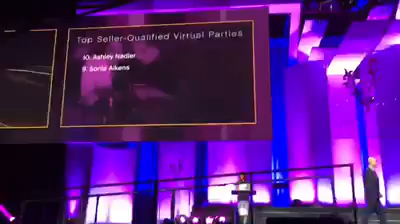 Top Seller-Qualified Virtual Parties
10. Ashley Nadler
9. Sonia Aikens